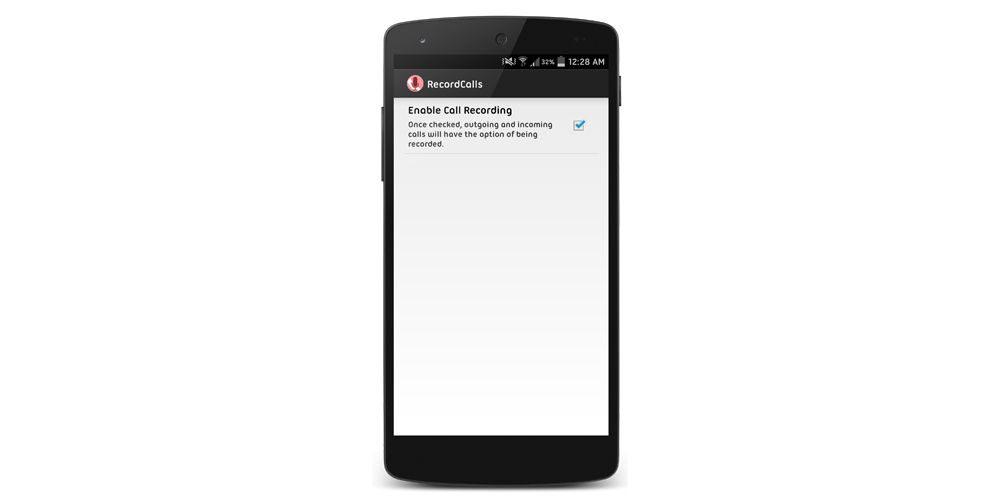 32% 12:28 AM
RecordCalls
Enable Call Recording
Once checked, outgoing and incoming
calls will have the option of being
recorded.